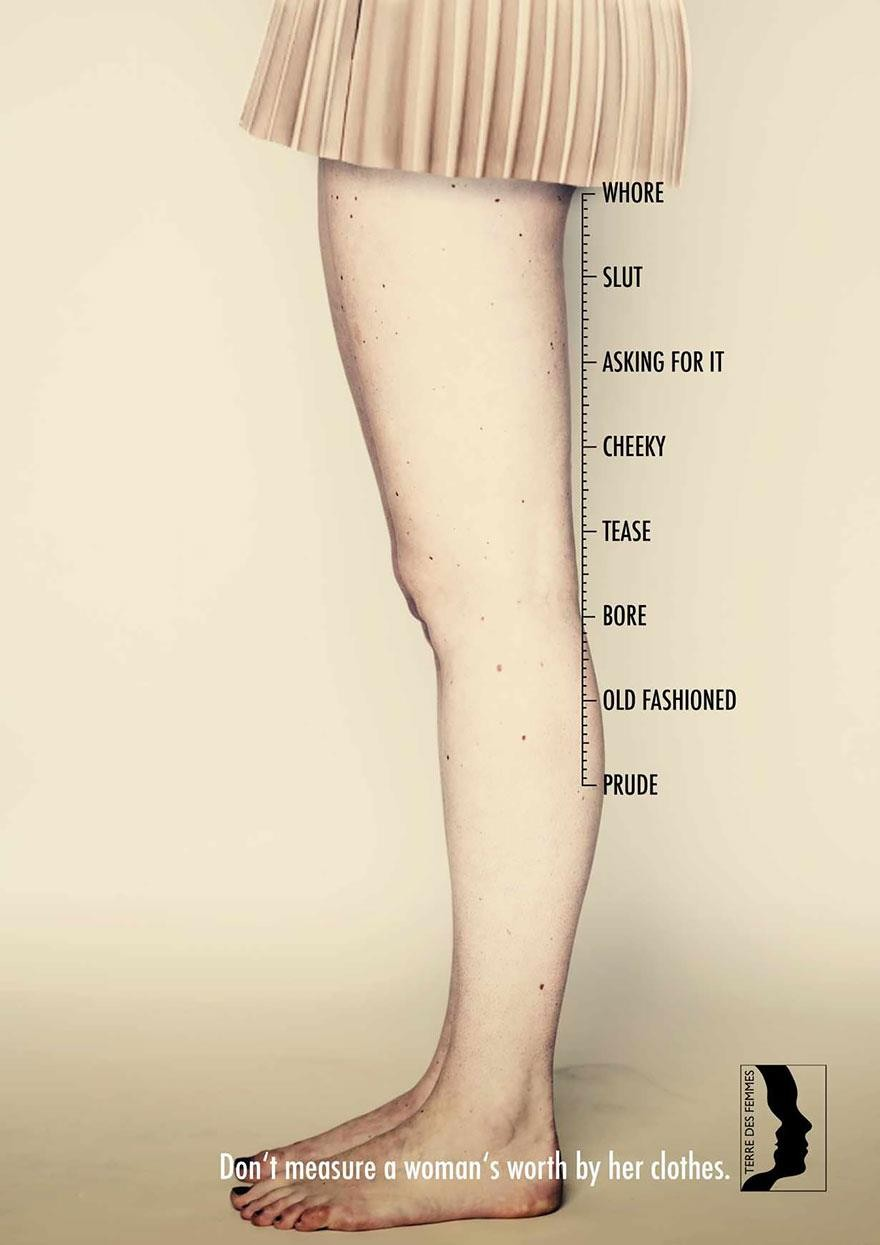 WHORE
SLUT
ASKING FOR IT
CHEEKY
TEASE
BORE
OLD FASHIONED
PRUDE
Don‘t measure a woman‘s worth by her clothes.
TERRE DES FEMMES